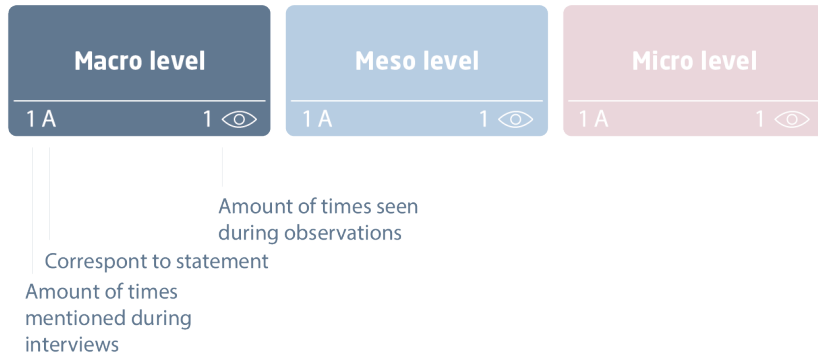 Macro level
1 A 1
Meso level
1 A 1
Micro level
1 A 1
Amount of times seen
during observations
Correspont to statement
Amount of times
mentioned during
interviews